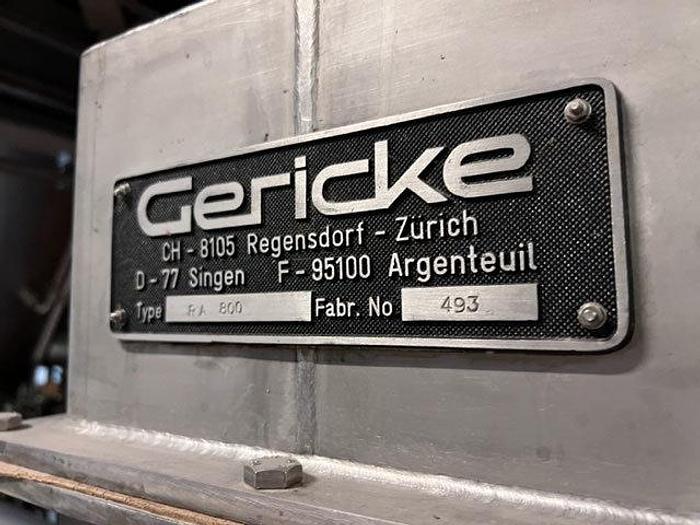 Gericke
CH - 8105 Regensdorf - Zürich
D - 77 Singen F - 95100 Argenteuil
Type RA 800 Fabr. No 493